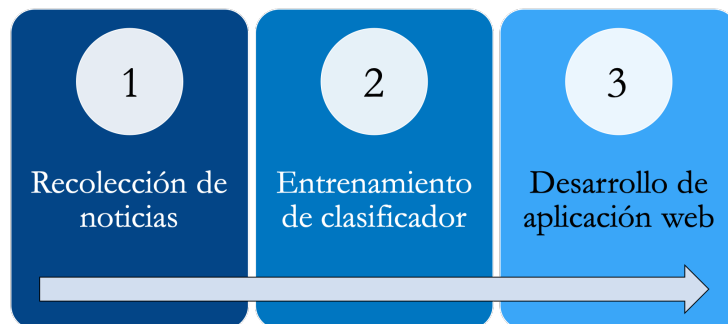 1
Recolección de
noticias
2
Entrenamiento
de clasificador
3
Desarrollo de
aplicación web